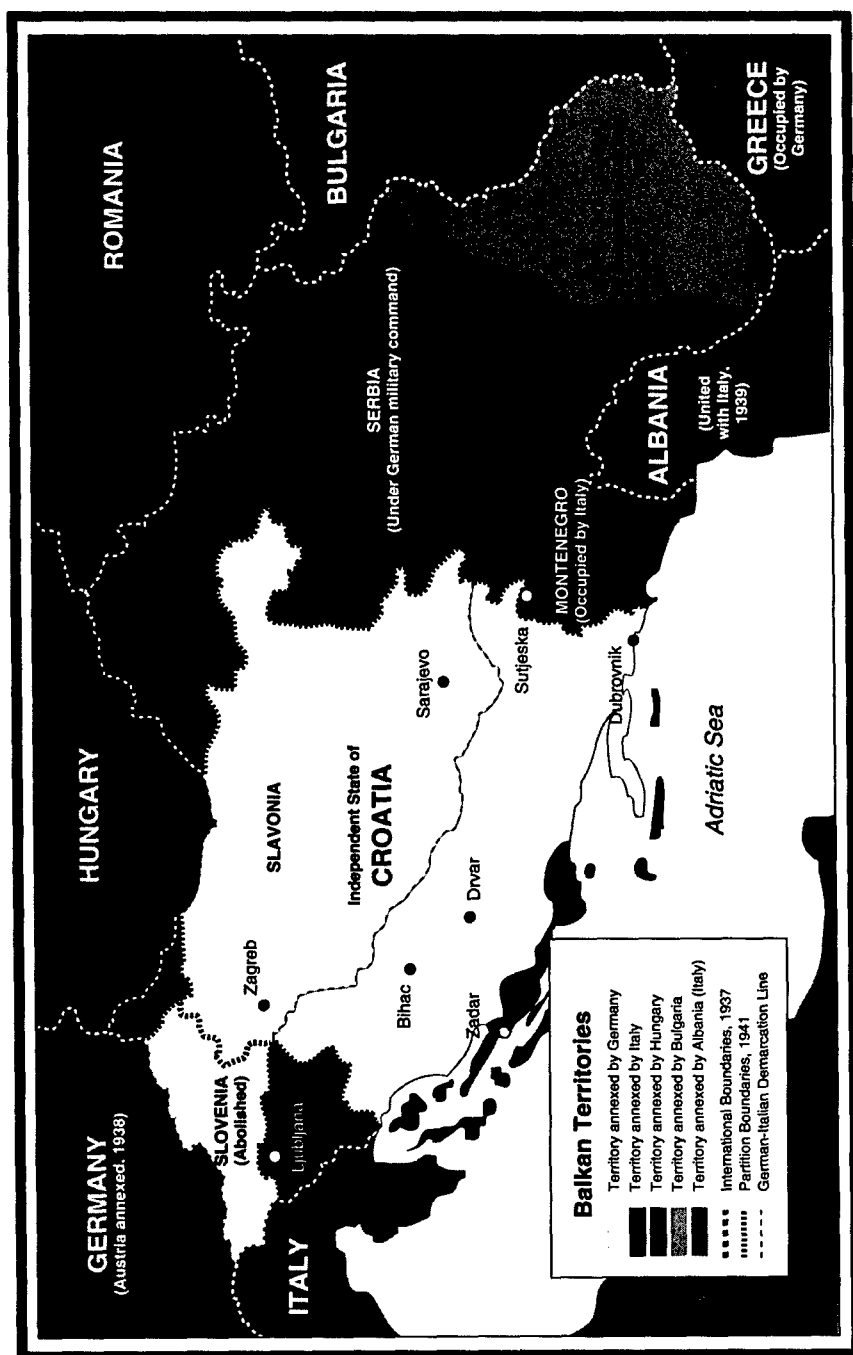 GERMANY
(Austria annexed. 1938)
HUNGARY
ROMANIA
BULGARIA
SLOVENIA
(Abolished)
Zagreb
SLAVONIA
Ljubljana
ITALY
Independent State of
CROATIA
SERBIA
(Under German military command)
Bihac
Drvar
Sarajevo
Zadar
Sutjeska
MONTENEGRO
(Occupied by Italy)
Dubrovnik
ALBANIA
(United
with Italy,
1939)
GREECE
(Occupied by
Germany)
Adriatic Sea
Balkan Territories
Territory annexed by Germany
Territory annexed by Italy
Territory annexed by Hungary
Territory annexed by Bulgaria
Territory annexed by Albania (Italy)
International Boundaries, 1937
Partition Boundaries, 1941
German-Italian Demarcation Line